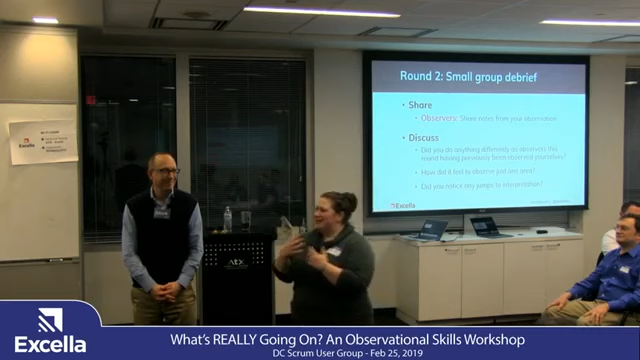 Round 2: Small group debrief
• Share
• Observers: Share notes from your observation
• Discuss
• Did you do anything differently as observers this
round having previously been observed yourselves?
• How did it feel to observe just one area?
• Did you notice any jumps to interpretation?
Excella
Excella
Excella
What's REALLY Going On? An Observational Skills Workshop
DC Scrum User Group - Feb 25, 2019